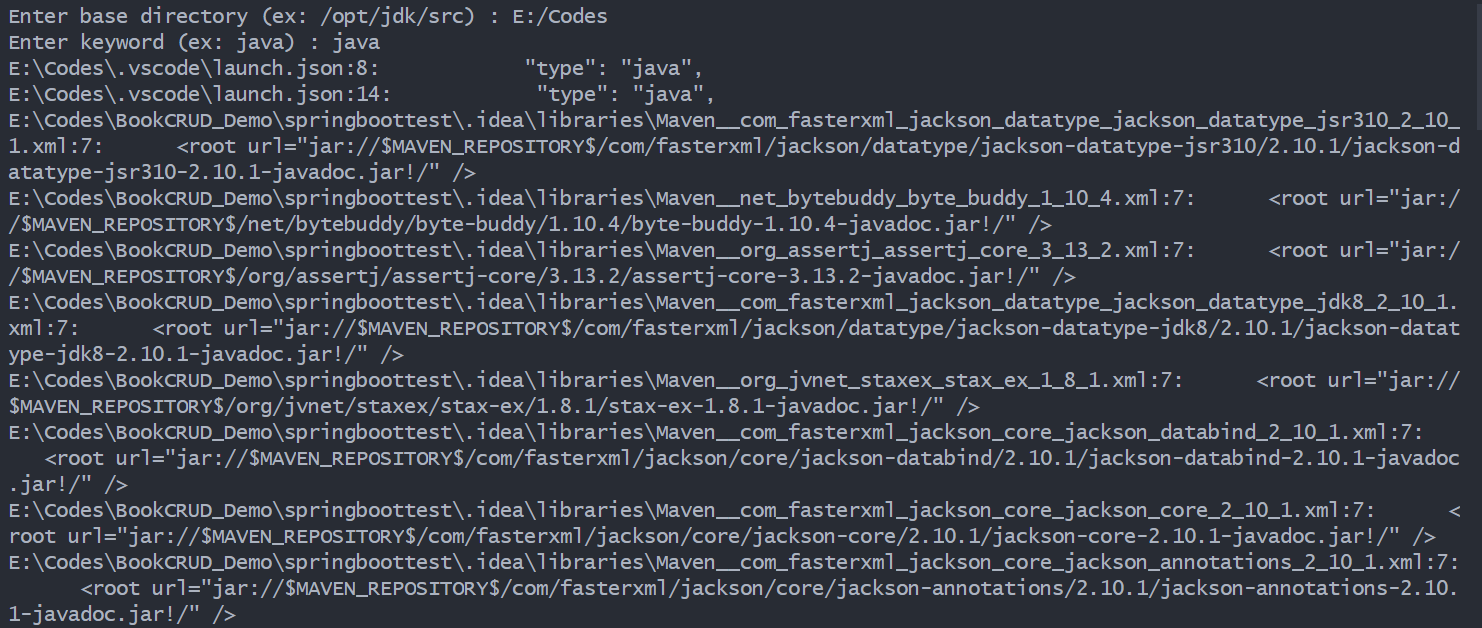 Enter base directory (ex: /opt/jdk/src) : E:/Codes
Enter keyword (ex: java) : java
E:\Codes\.vscode\launch.json:8:            "type": "java",
E:\Codes\.vscode\launch.json:14:            "type": "java",
E:\Codes\BookCRUD_Demo\springboottest\.idea\libraries\Maven__com_fasterxml_jackson_datatype_jackson_datatype_jsr310_2_10_
1.xml:7:      <root url="jar://$MAVEN_REPOSITORY$/com/fasterxml/jackson/datatype/jackson-datatype-jsr310/2.10.1/jackson-d
atatype-jsr310-2.10.1-javadoc.jar!/" />
E:\Codes\BookCRUD_Demo\springboottest\.idea\libraries\Maven__net_bytebuddy_byte_buddy_1_10_4.xml:7:      <root url="jar:/
/$MAVEN_REPOSITORY$/net/bytebuddy/byte-buddy/1.10.4/byte-buddy-1.10.4-javadoc.jar!/" />
E:\Codes\BookCRUD_Demo\springboottest\.idea\libraries\Maven__org_assertj_assertj_core_3_13_2.xml:7:      <root url="jar:/
/$MAVEN_REPOSITORY$/org/assertj/assertj-core/3.13.2/assertj-core-3.13.2-javadoc.jar!/" />
E:\Codes\BookCRUD_Demo\springboottest\.idea\libraries\Maven__com_fasterxml_jackson_datatype_jackson_datatype_jdk8_2_10_1.
xml:7:      <root url="jar://$MAVEN_REPOSITORY$/com/fasterxml/jackson/datatype/jackson-datatype-jdk8/2.10.1/jackson-datat
ype-jdk8-2.10.1-javadoc.jar!/" />
E:\Codes\BookCRUD_Demo\springboottest\.idea\libraries\Maven__org_jvnet_staxex_stax_ex_1_8_1.xml:7:      <root url="jar://
$MAVEN_REPOSITORY$/org/jvnet/staxex/stax-ex/1.8.1/stax-ex-1.8.1-javadoc.jar!/" />
E:\Codes\BookCRUD_Demo\springboottest\.idea\libraries\Maven__com_fasterxml_jackson_core_jackson_databind_2_10_1.xml:7:
   <root url="jar://$MAVEN_REPOSITORY$/com/fasterxml/jackson/core/jackson-databind/2.10.1/jackson-databind-2.10.1-javadoc
.jar!/" />
E:\Codes\BookCRUD_Demo\springboottest\.idea\libraries\Maven__com_fasterxml_jackson_core_jackson_core_2_10_1.xml:7:      <
root url="jar://$MAVEN_REPOSITORY$/com/fasterxml/jackson/core/jackson-core/2.10.1/jackson-core-2.10.1-javadoc.jar!/" />
E:\Codes\BookCRUD_Demo\springboottest\.idea\libraries\Maven__com_fasterxml_jackson_core_jackson_annotations_2_10_1.xml:7:
      <root url="jar://$MAVEN_REPOSITORY$/com/fasterxml/jackson/core/jackson-annotations/2.10.1/jackson-annotations-2.10.
1-javadoc.jar!/" />